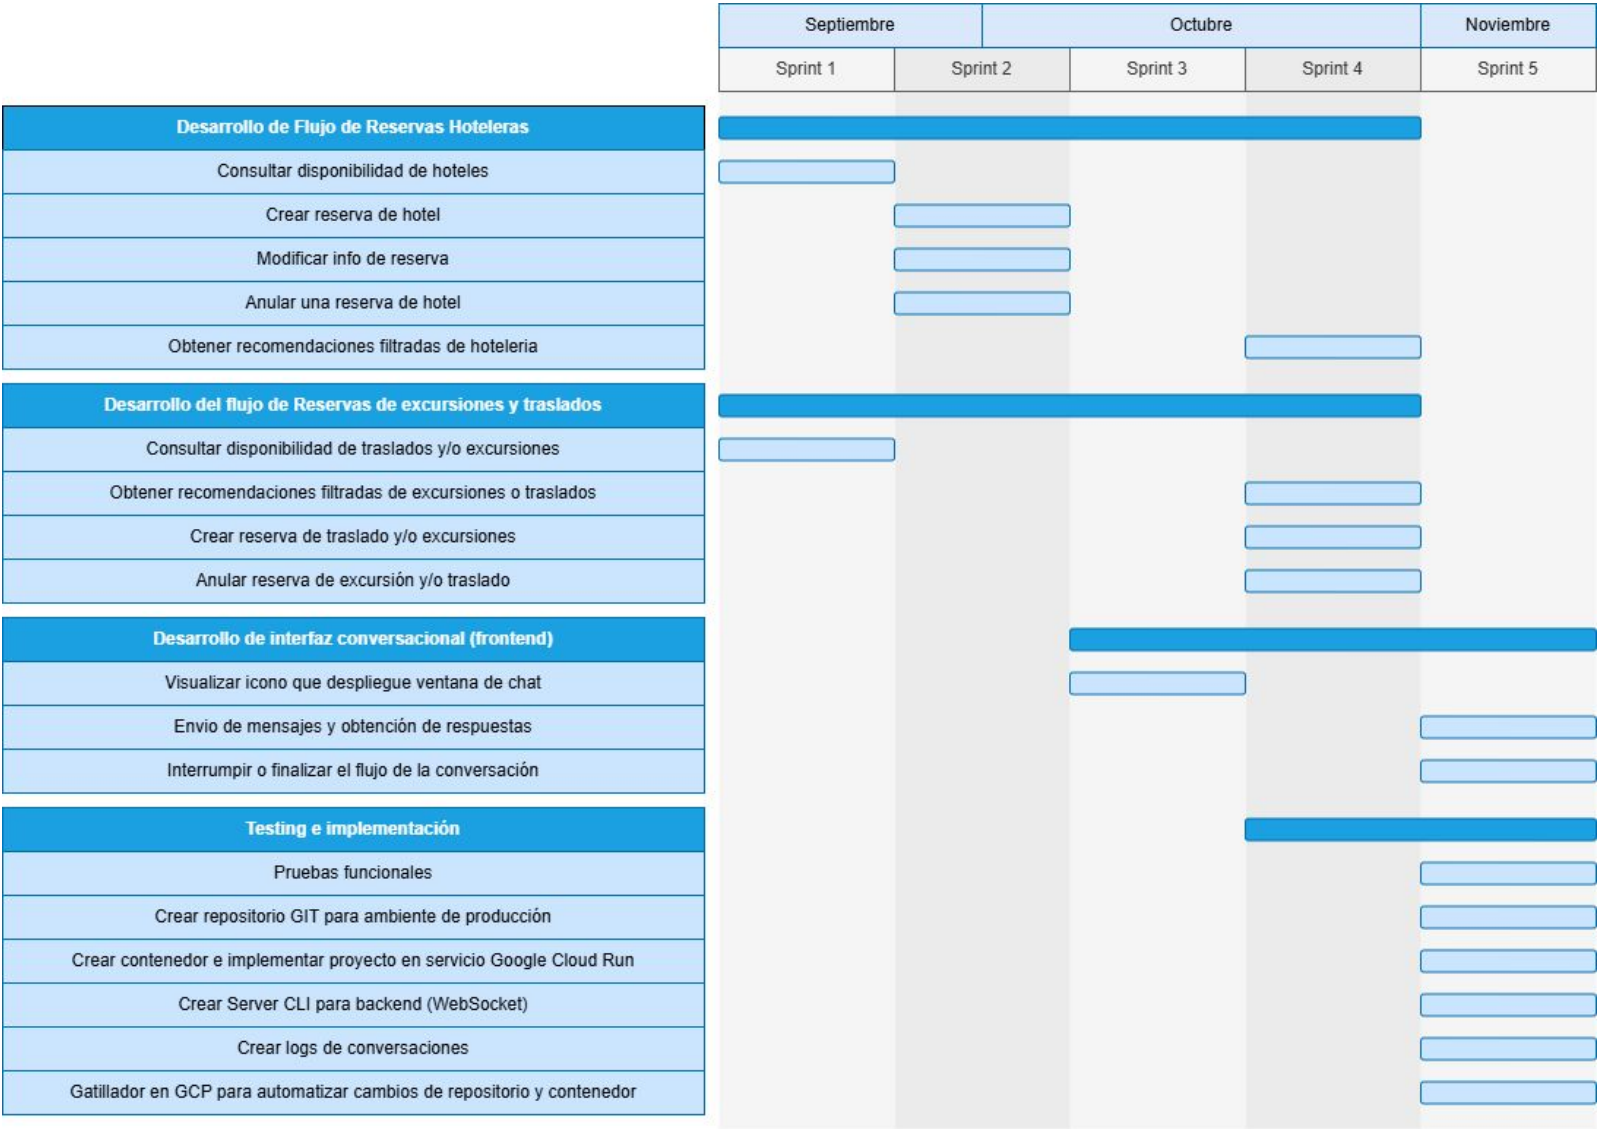 Septiembre Octubre Noviembre
Sprint 1 Sprint 2 Sprint 3 Sprint 4 Sprint 5
Desarrollo de Flujo de Reservas Hoteleras
Consultar disponibilidad de hoteles
Crear reserva de hotel
Modificar info de reserva
Anular una reserva de hotel
Obtener recomendaciones filtradas de hoteleria
Desarrollo del flujo de Reservas de excursiones y traslados
Consultar disponibilidad de traslados y/o excursiones
Obtener recomendaciones filtradas de excursiones o traslados
Crear reserva de traslado y/o excursiones
Anular reserva de excursión y/o traslado
Desarrollo de interfaz conversacional (frontend)
Visualizar icono que despliegue ventana de chat
Envio de mensajes y obtención de respuestas
Interrumpir o finalizar el flujo de la conversación
Testing e implementación
Pruebas funcionales
Crear repositorio GIT para ambiente de producción
Crear contenedor e implementar proyecto en servicio Google Cloud Run
Crear Server CLI para backend (WebSocket)
Crear logs de conversaciones
Gatillador en GCP para automatizar cambios de repositorio y contenedor